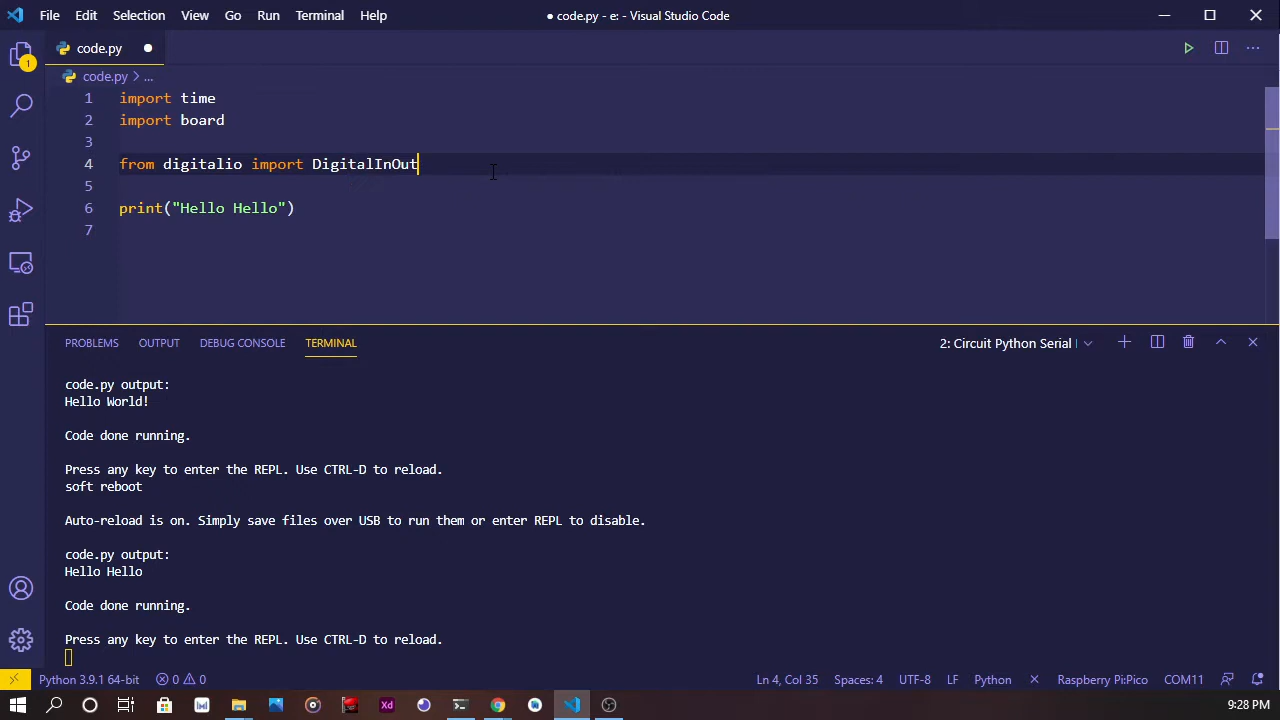 File Edit Selection View Go Run Terminal Help ● code.py - e: - Visual Studio Code
code.py
code.py > ...
1 import time
2 import board
3
4 from digitalio import DigitalInOut
5
6 print("Hello Hello")
7
1
PROBLEMS OUTPUT DEBUG CONSOLE TERMINAL 2: Circuit Python Serial
code.py output:
Hello World!
Code done running.
Press any key to enter the REPL. Use CTRL-D to reload.
soft reboot
Auto-reload is on. Simply save files over USB to run them or enter REPL to disable.
code.py output:
Hello Hello
Code done running.
Press any key to enter the REPL. Use CTRL-D to reload.
Python 3.9.1 64-bit 0 0 Ln 4, Col 35 Spaces: 4 UTF-8 LF Python Raspberry Pi:Pico COM11
Xd 9:28 PM